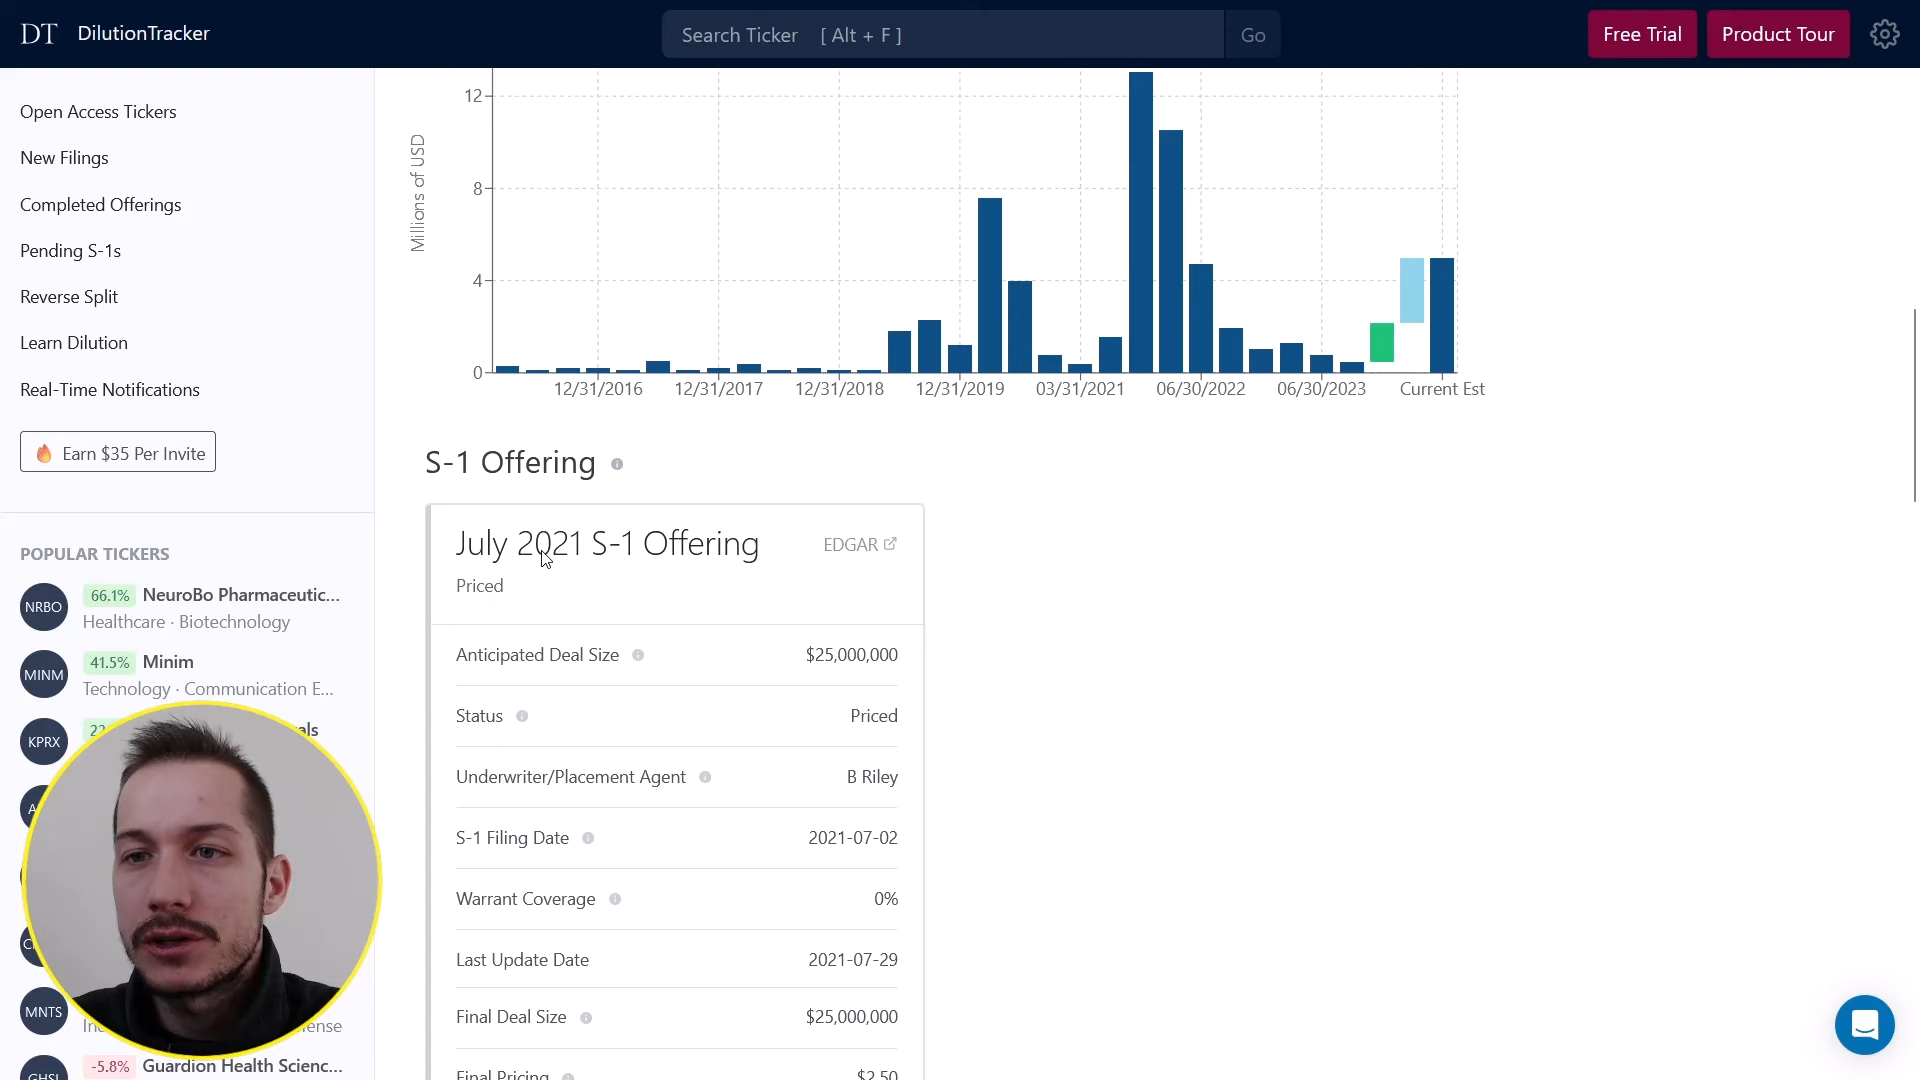 DT DilutionTracker
Search Ticker [ Alt + F ]
Go
Free Trial
Product Tour
Open Access Tickers
New Filings
Completed Offerings
Pending S-1s
Reverse Split
Learn Dilution
Real-Time Notifications
Earn $35 Per Invite
POPULAR TICKERS
NRBO
66.1% NeuroBo Pharmaceutic...
Healthcare · Biotechnology
MINM
41.5% Minim
Technology · Communication E...
KPRX
MNTS
-5.8% Guardion Health Scienc...
GHSI
Millions of USD
12
8
4
0
12/31/2016
12/31/2017
12/31/2018
12/31/2019
03/31/2021
06/30/2022
06/30/2023
Current Est
S-1 Offering
July 2021 S-1 Offering
EDGAR
Priced
Anticipated Deal Size $25,000,000
Status Priced
Underwriter/Placement Agent B Riley
S-1 Filing Date 2021-07-02
Warrant Coverage 0%
Last Update Date 2021-07-29
Final Deal Size $25,000,000
Final Pricing $2.50